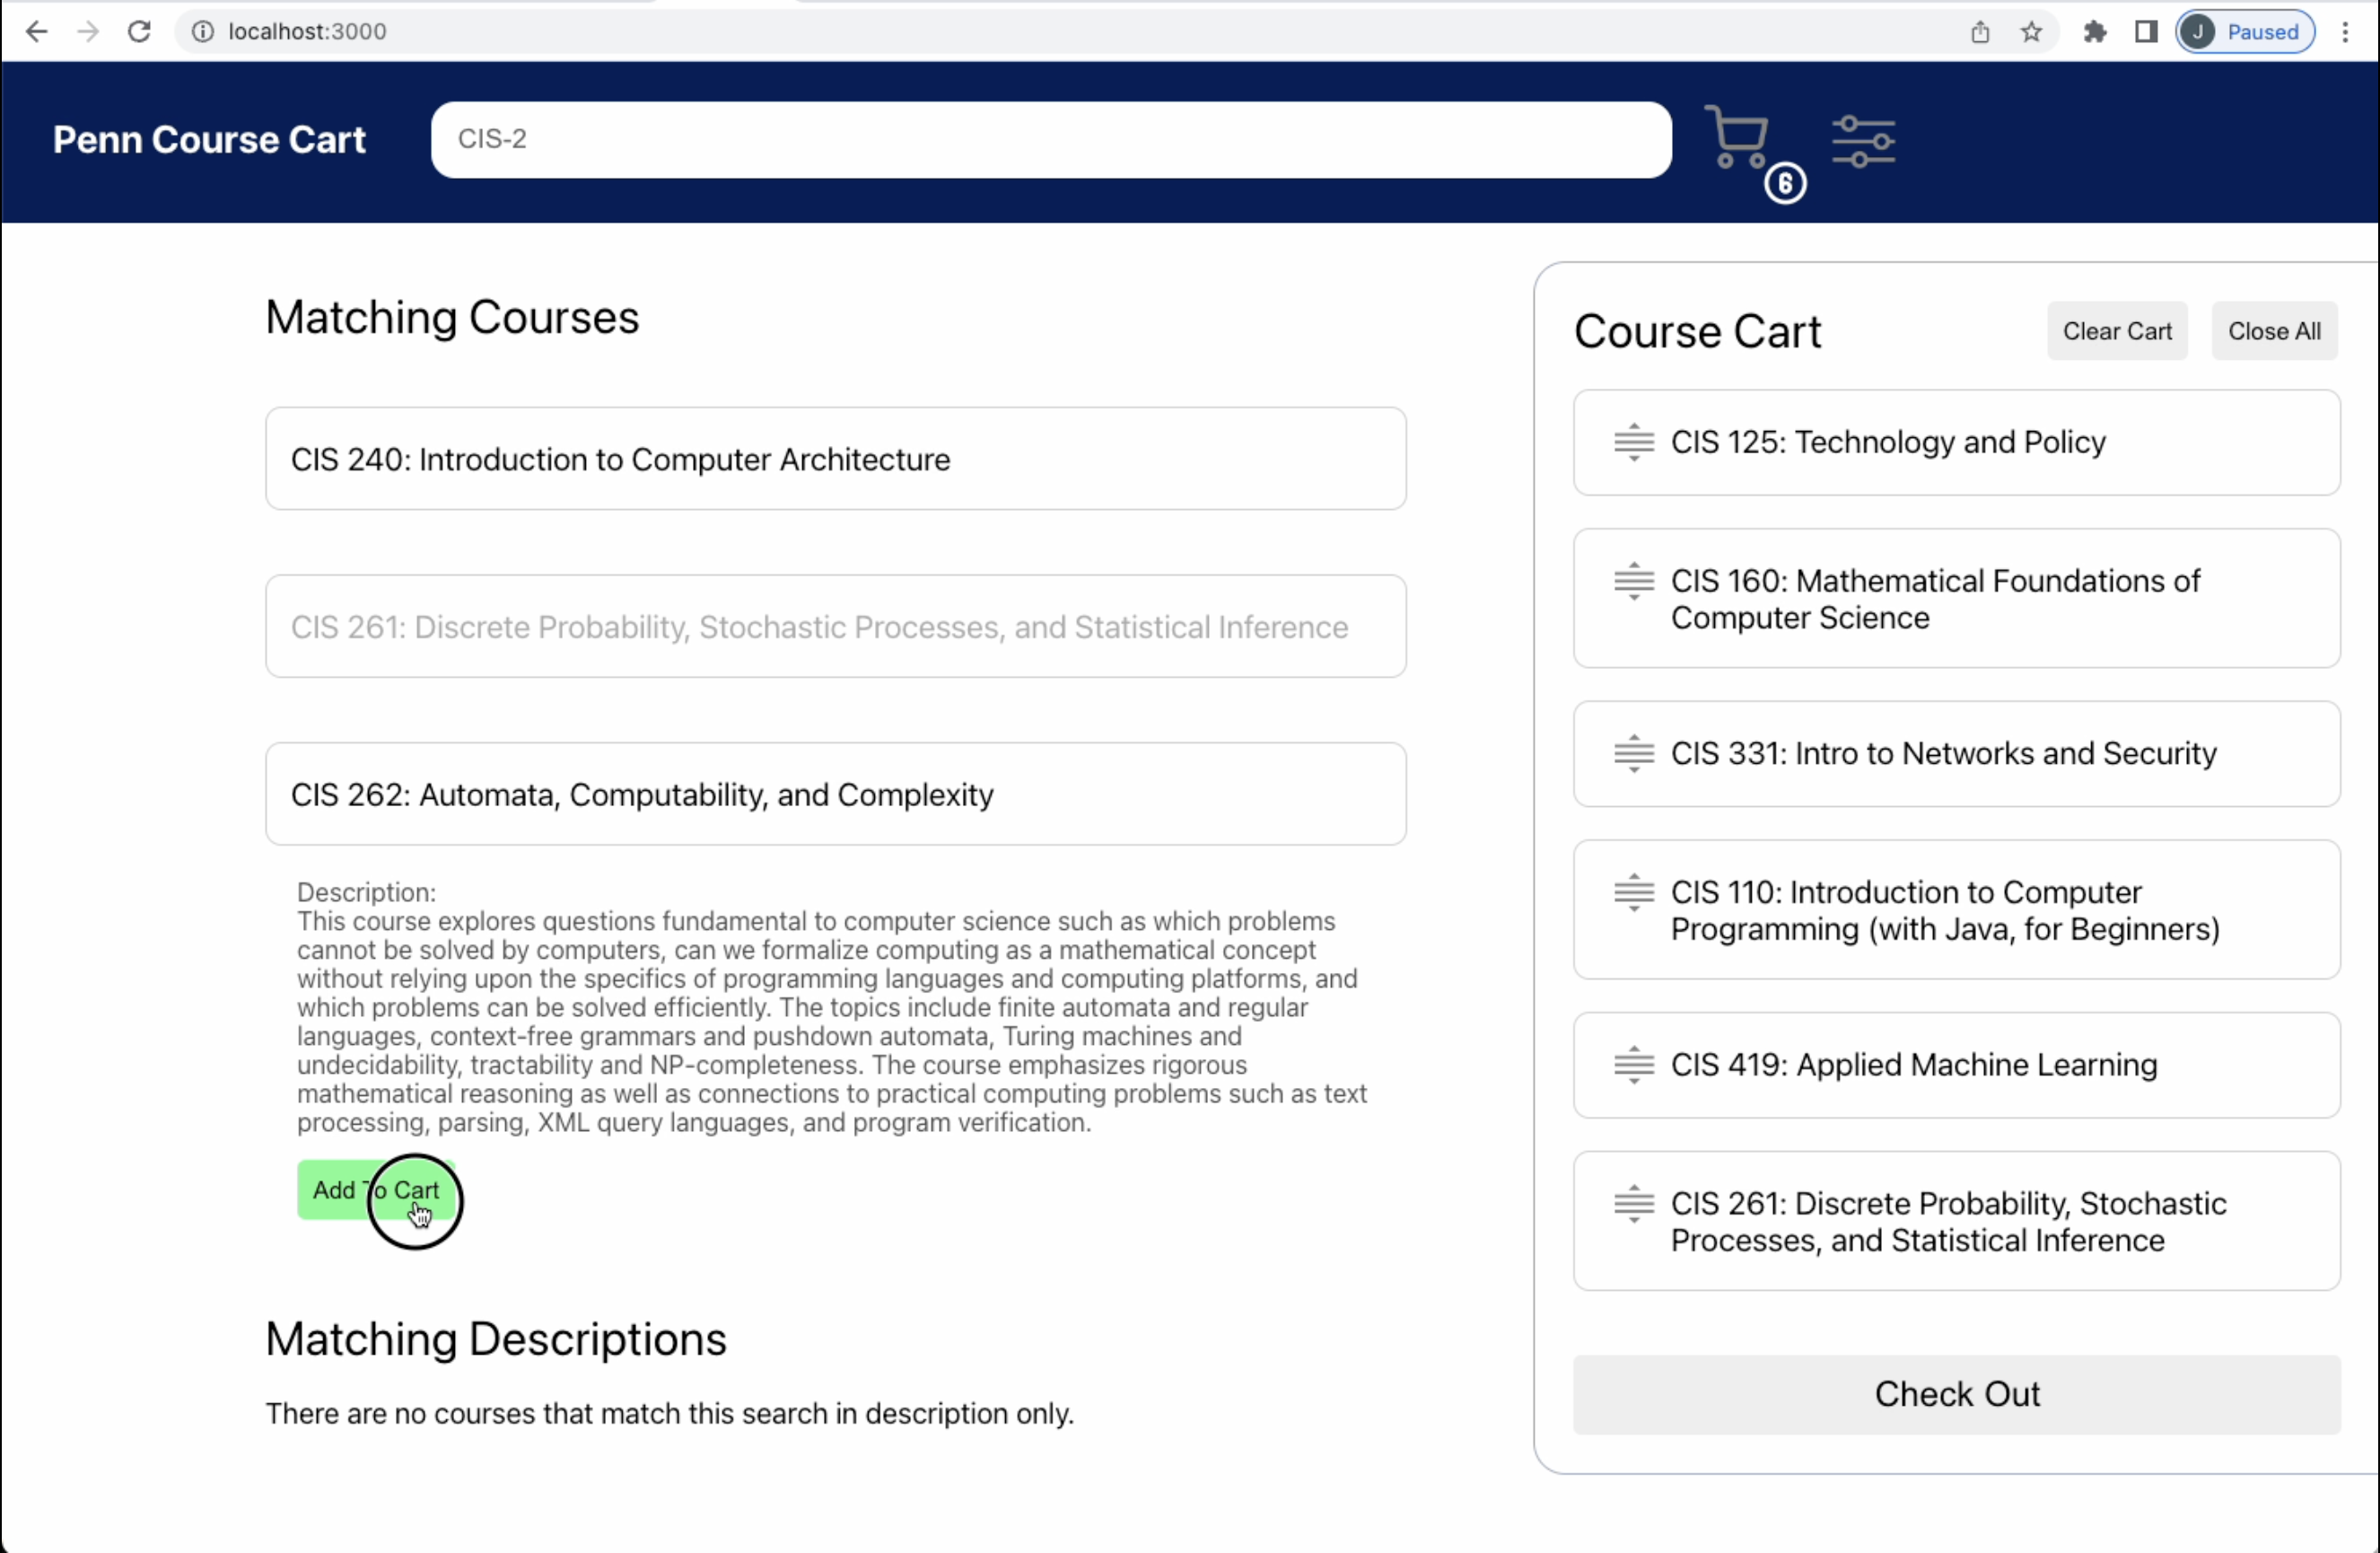 localhost:3000
J Paused
Penn Course Cart
CIS-2
6
Matching Courses
CIS 240: Introduction to Computer Architecture
CIS 261: Discrete Probability, Stochastic Processes, and Statistical Inference
CIS 262: Automata, Computability, and Complexity
Description:
This course explores questions fundamental to computer science such as which problems
cannot be solved by computers, can we formalize computing as a mathematical concept
without relying upon the specifics of programming languages and computing platforms, and
which problems can be solved efficiently. The topics include finite automata and regular
languages, context-free grammars and pushdown automata, Turing machines and
undecidability, tractability and NP-completeness. The course emphasizes rigorous
mathematical reasoning as well as connections to practical computing problems such as text
processing, parsing, XML query languages, and program verification.
Add To Cart
Matching Descriptions
There are no courses that match this search in description only.
Course Cart
Clear Cart
Close All
CIS 125: Technology and Policy
CIS 160: Mathematical Foundations of
Computer Science
CIS 331: Intro to Networks and Security
CIS 110: Introduction to Computer
Programming (with Java, for Beginners)
CIS 419: Applied Machine Learning
CIS 261: Discrete Probability, Stochastic
Processes, and Statistical Inference
Check Out